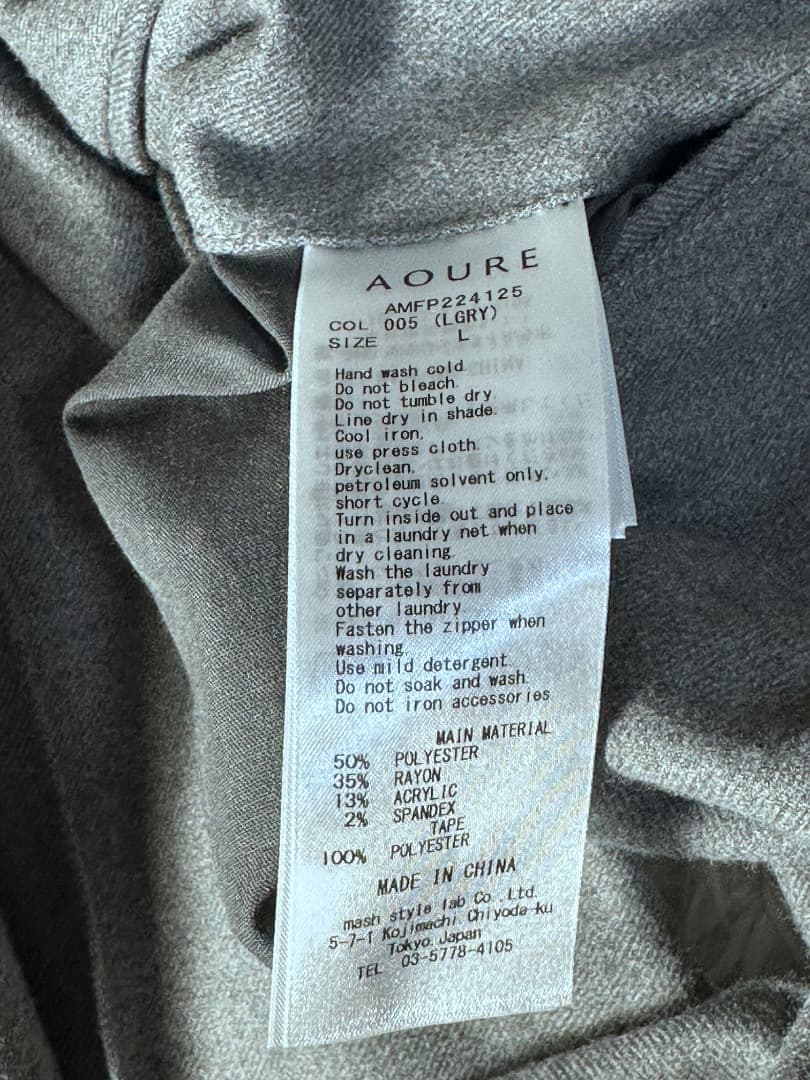 AOURE
AMFP224125
COL 005 (LGRY)
SIZE L
Hand wash cold.
Do not bleach.
Do not tumble dry.
Line dry in shade.
Cool iron,
use press cloth.
Dryclean,
petroleum solvent only,
short cycle.
Turn inside out and place
in a laundry net when
dry cleaning.
Wash the laundry
separately from
other laundry.
Fasten the zipper when
washing.
Use mild detergent.
Do not soak and wash.
Do not iron accessories
MAIN MATERIAL
50% POLYESTER
35% RAYON
13% ACRYLIC
2% SPANDEX
TAPE
100% POLYESTER
MADE IN CHINA
mash style lab Co.,Ltd.
5-7-1 Kojimachi Chiyoda-ku
Tokyo. Japan
TEL 03-5778-4105